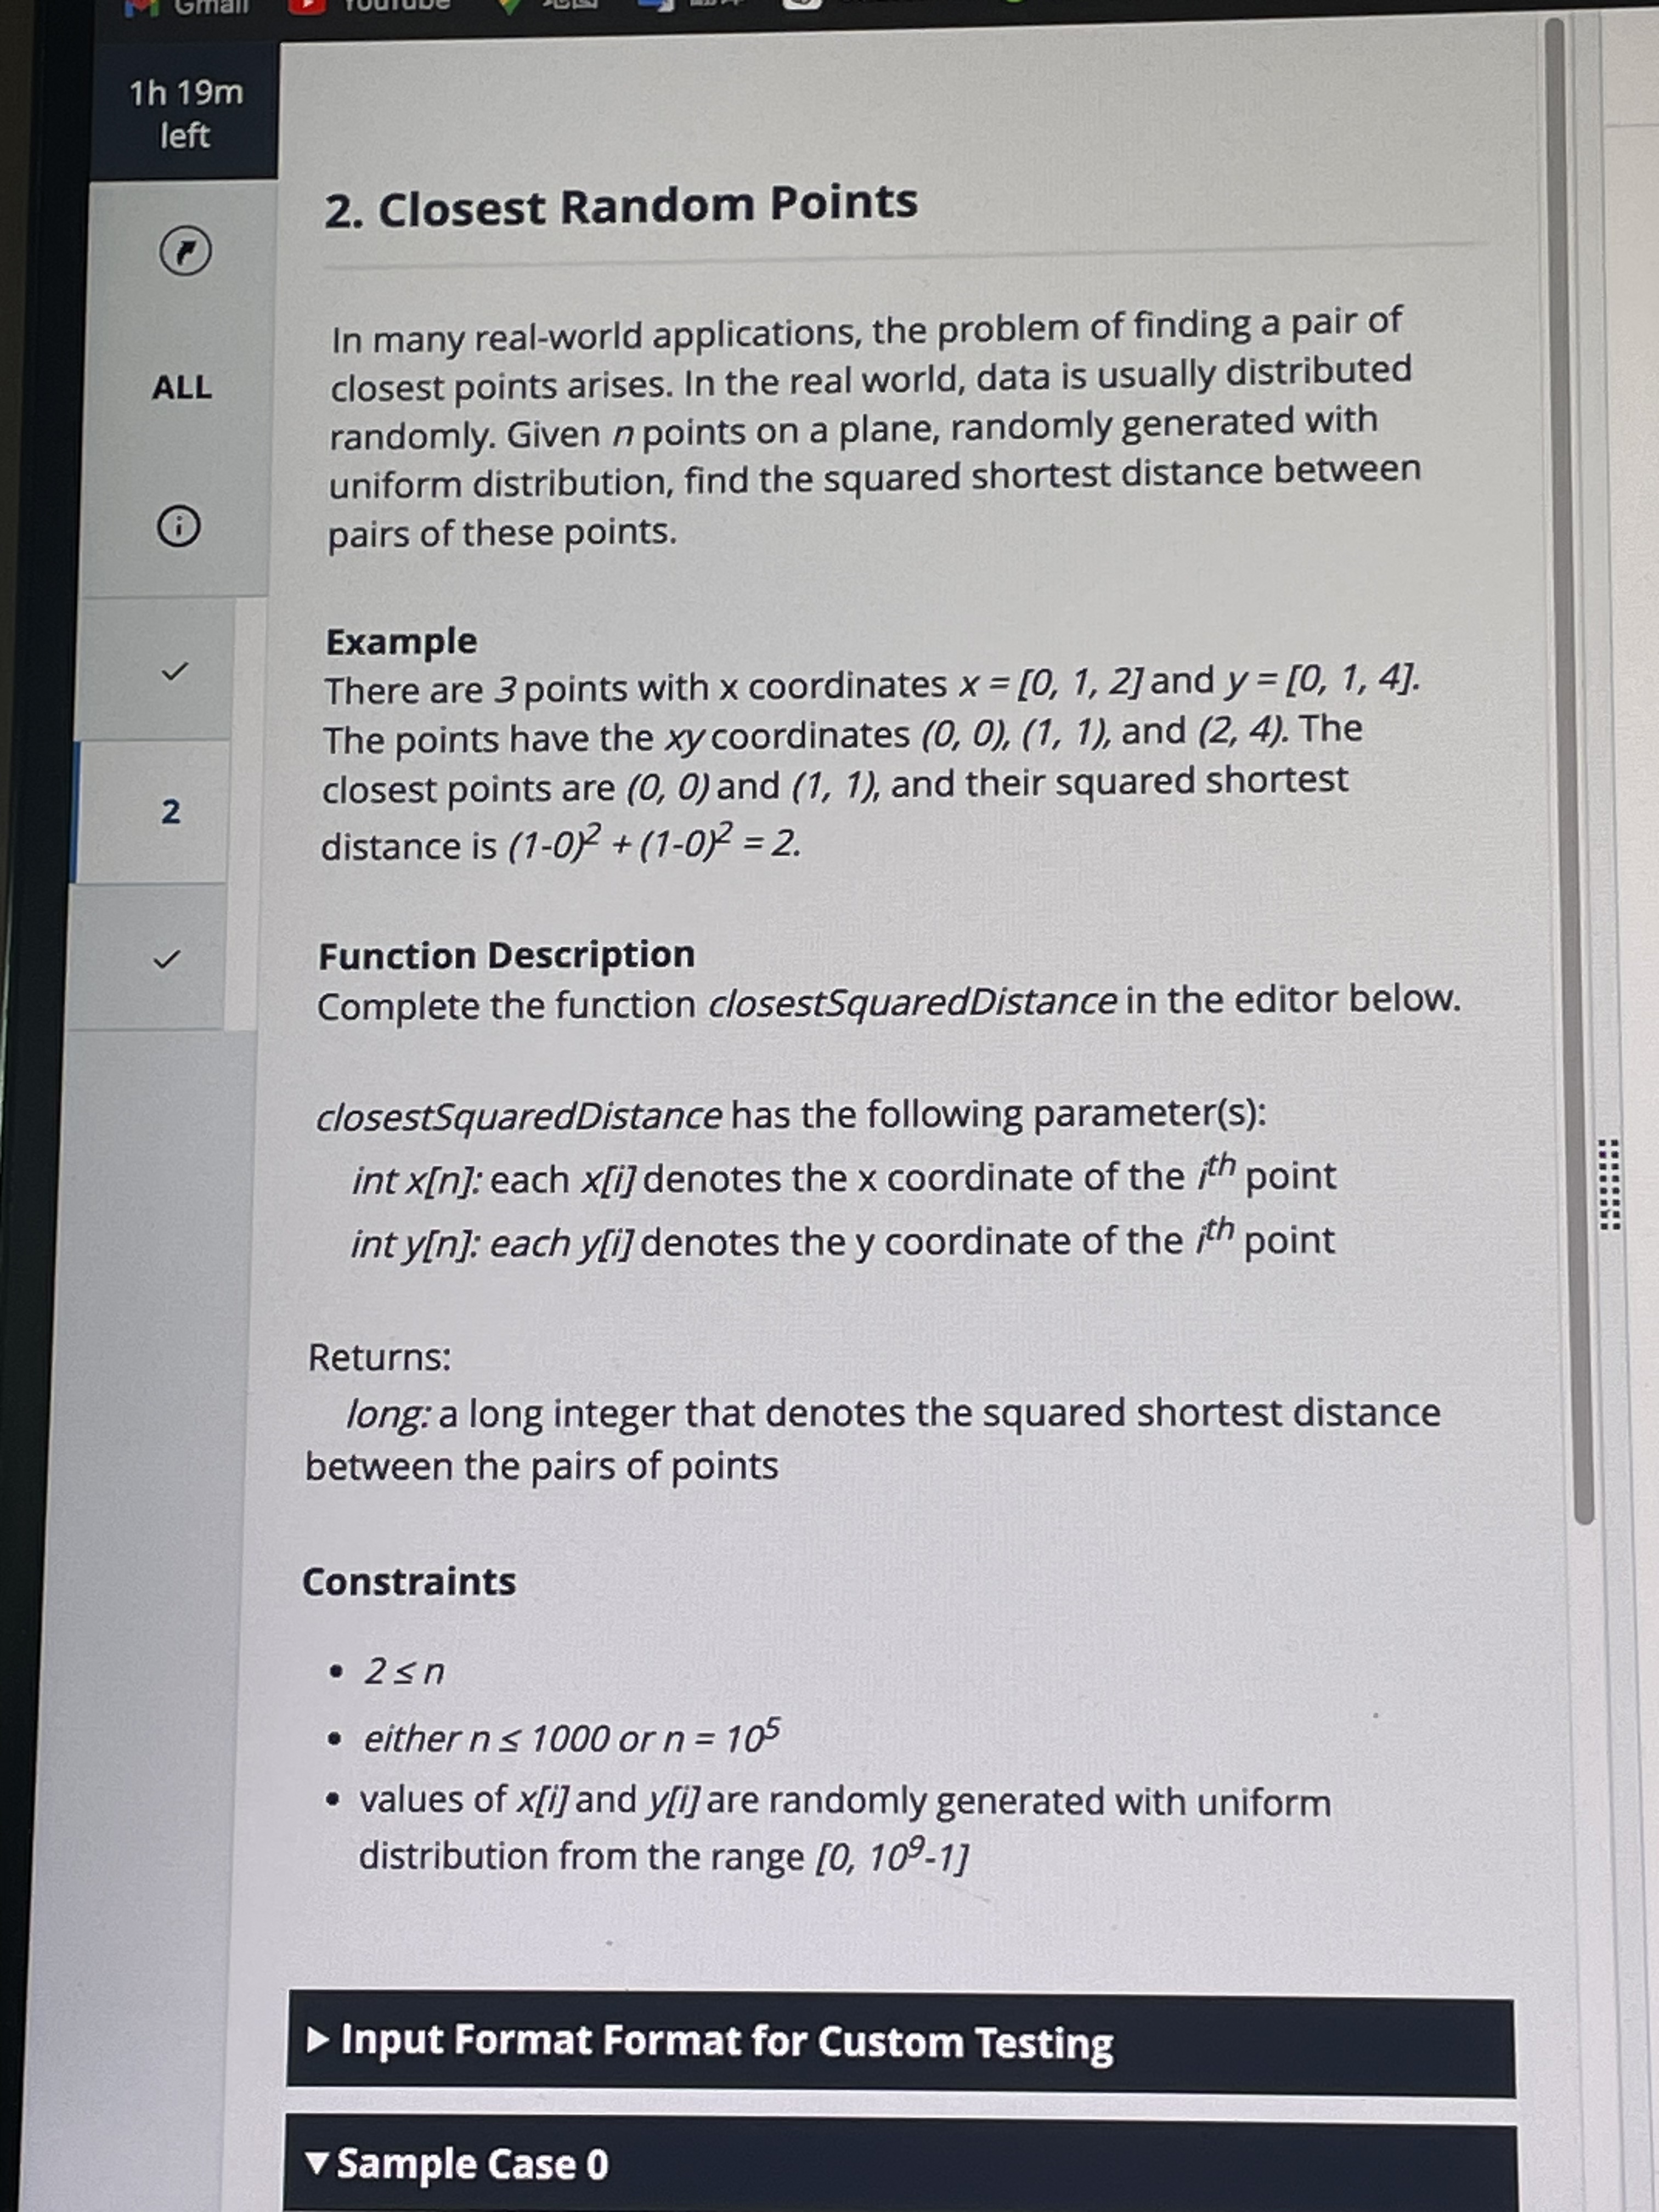 Gmail
YouTube
1h 19m
left
ALL
2
2. Closest Random Points
In many real-world applications, the problem of finding a pair of
closest points arises. In the real world, data is usually distributed
randomly. Given n points on a plane, randomly generated with
uniform distribution, find the squared shortest distance between
pairs of these points.
Example
There are 3 points with x coordinates x = [0, 1, 2] and y = [0, 1, 4].
The points have the xy coordinates (0, 0), (1, 1), and (2, 4). The
closest points are (0, 0) and (1, 1), and their squared shortest
distance is (1-0)² + (1-0)² = 2.
Function Description
Complete the function closestSquaredDistance in the editor below.
closestSquaredDistance has the following parameter(s):
int x[n]: each x[i] denotes the x coordinate of the iᵗʰ point
int y[n]: each y[i] denotes the y coordinate of the iᵗʰ point
Returns:
long: a long integer that denotes the squared shortest distance
between the pairs of points
Constraints
• 2 ≤ n
• either n ≤ 1000 or n = 10⁵
• values of x[i] and y[i] are randomly generated with uniform
distribution from the range [0, 10⁹-1]
▶ Input Format Format for Custom Testing
▼ Sample Case 0